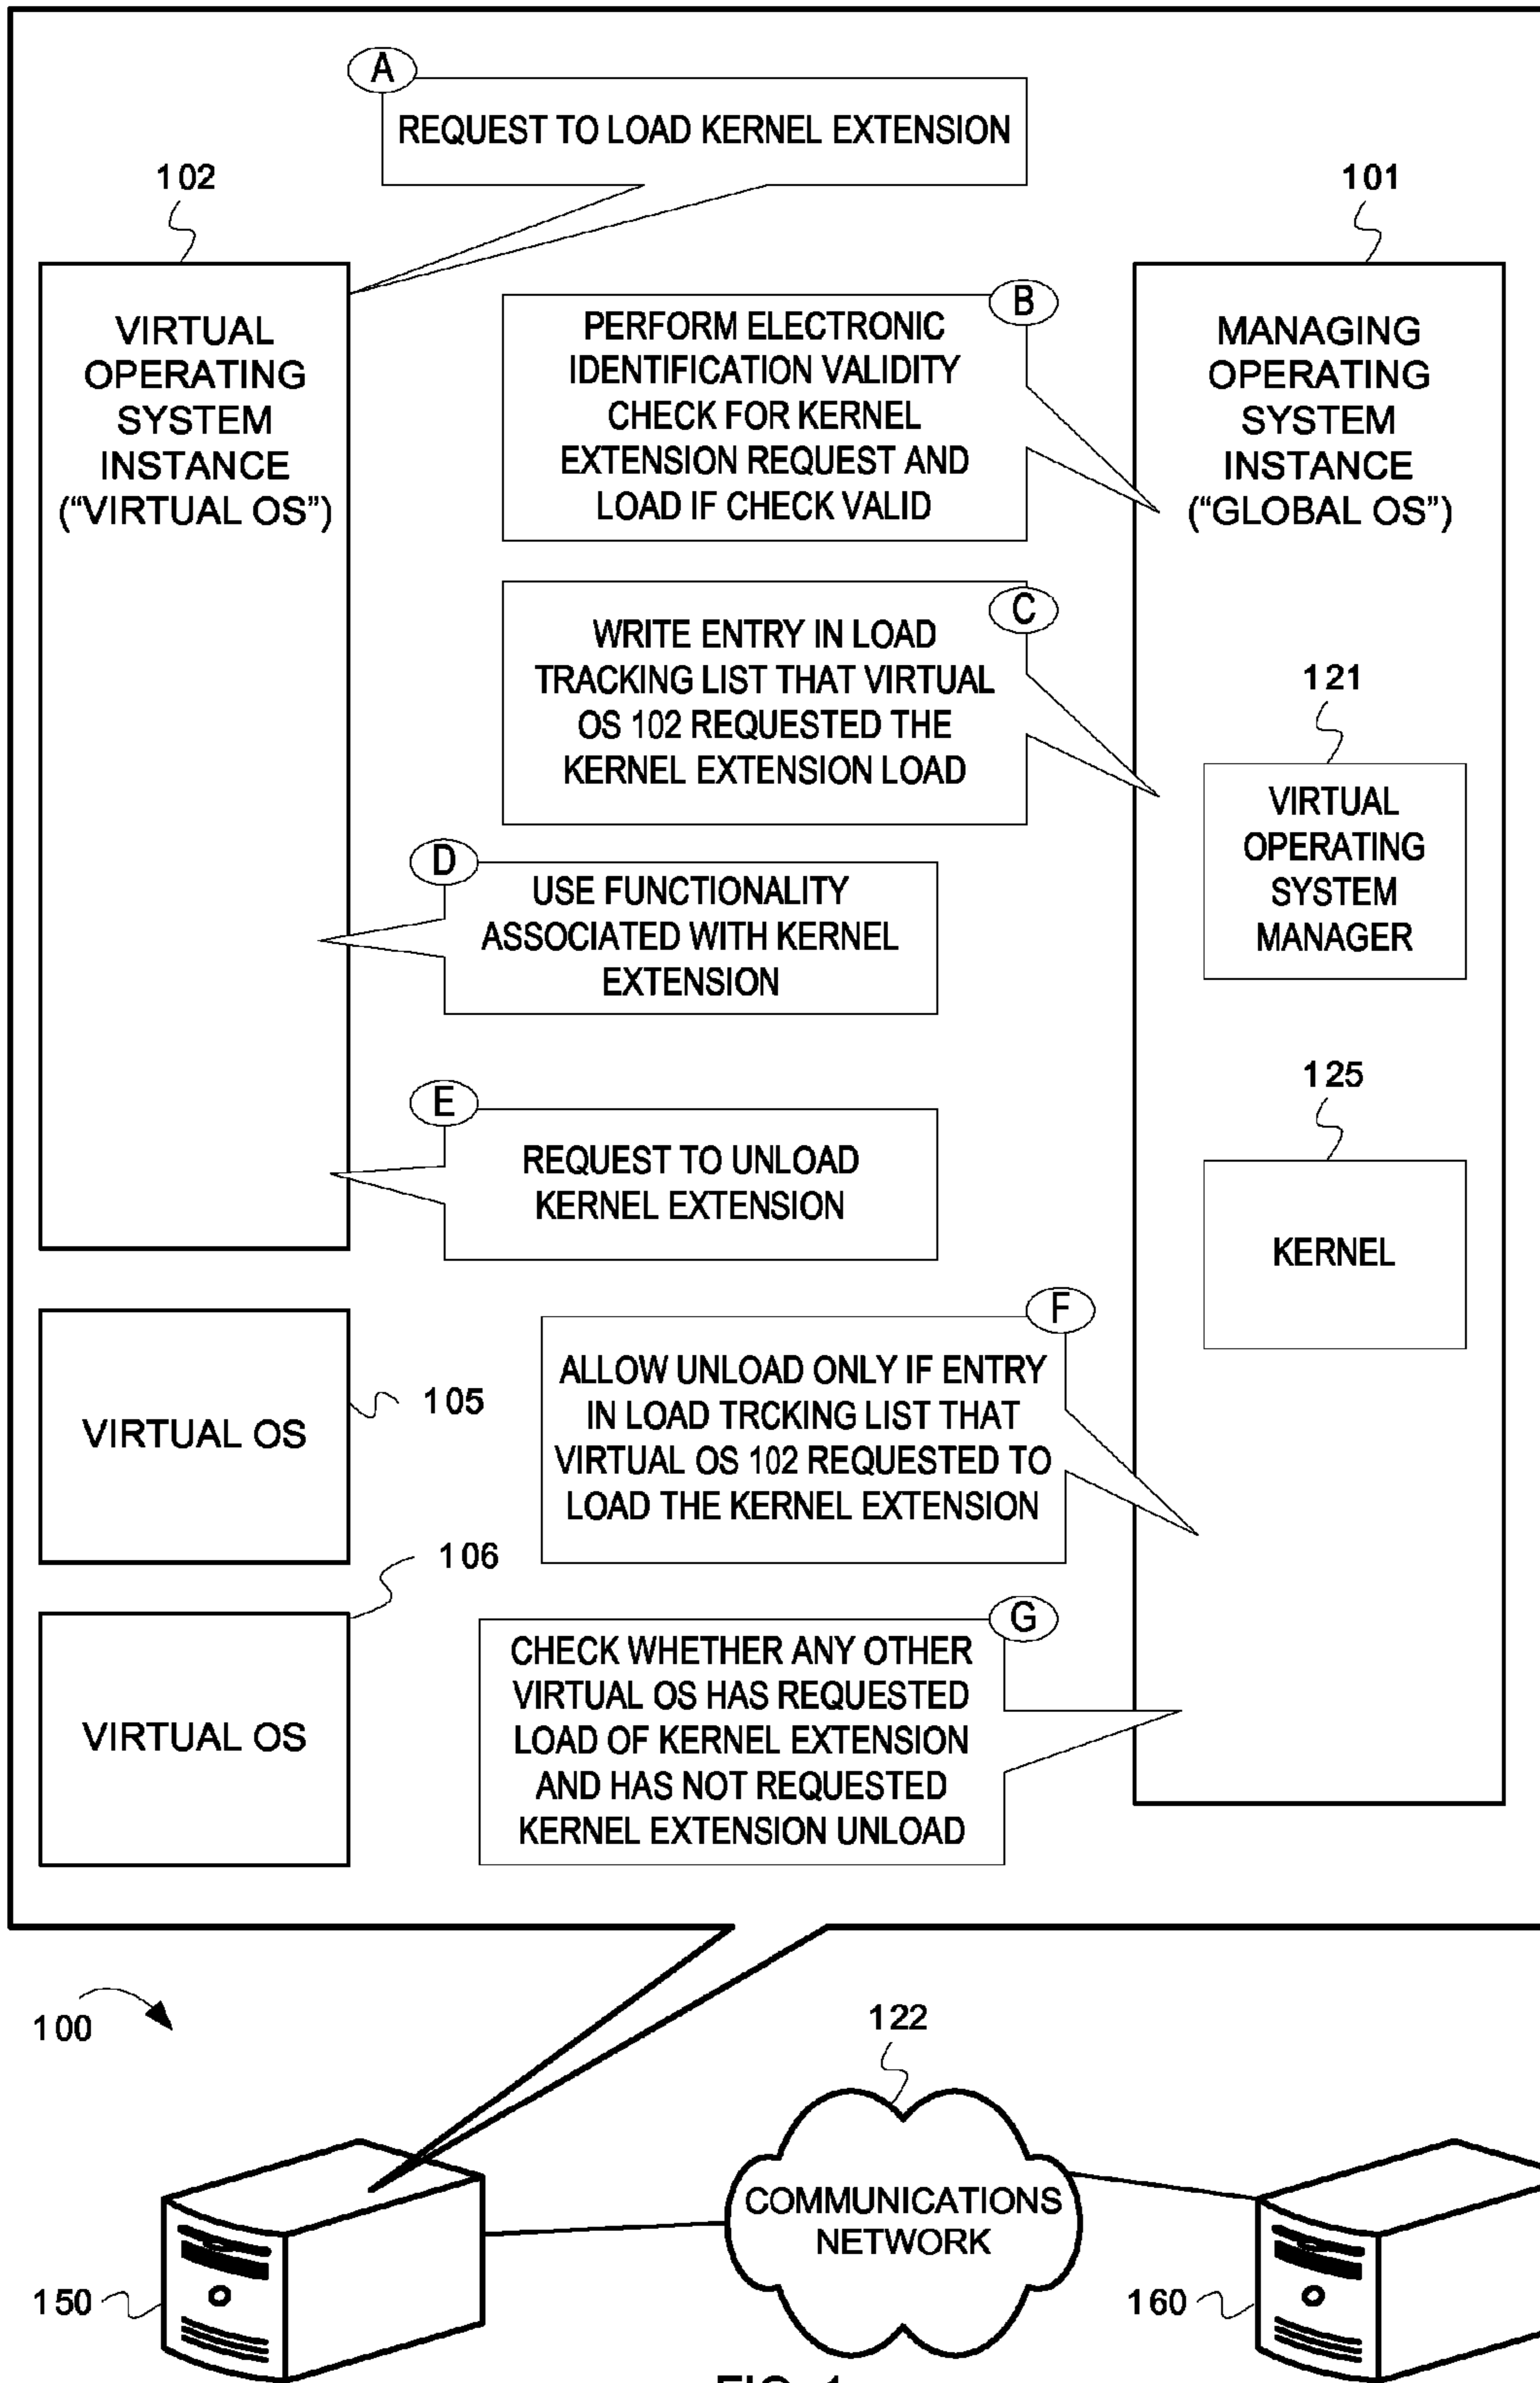 A
REQUEST TO LOAD KERNEL EXTENSION
102
101
VIRTUAL
OPERATING
SYSTEM
INSTANCE
("VIRTUAL OS")
B
PERFORM ELECTRONIC
IDENTIFICATION VALIDITY
CHECK FOR KERNEL
EXTENSION REQUEST AND
LOAD IF CHECK VALID
MANAGING
OPERATING
SYSTEM
INSTANCE
("GLOBAL OS")
C
WRITE ENTRY IN LOAD
TRACKING LIST THAT VIRTUAL
OS 102 REQUESTED THE
KERNEL EXTENSION LOAD
121
VIRTUAL
OPERATING
SYSTEM
MANAGER
D
USE FUNCTIONALITY
ASSOCIATED WITH KERNEL
EXTENSION
125
KERNEL
E
REQUEST TO UNLOAD
KERNEL EXTENSION
F
ALLOW UNLOAD ONLY IF ENTRY
IN LOAD TRCKING LIST THAT
VIRTUAL OS 102 REQUESTED TO
LOAD THE KERNEL EXTENSION
VIRTUAL OS
105
106
VIRTUAL OS
G
CHECK WHETHER ANY OTHER
VIRTUAL OS HAS REQUESTED
LOAD OF KERNEL EXTENSION
AND HAS NOT REQUESTED
KERNEL EXTENSION UNLOAD
100
122
COMMUNICATIONS
NETWORK
150
160
FIG. 1